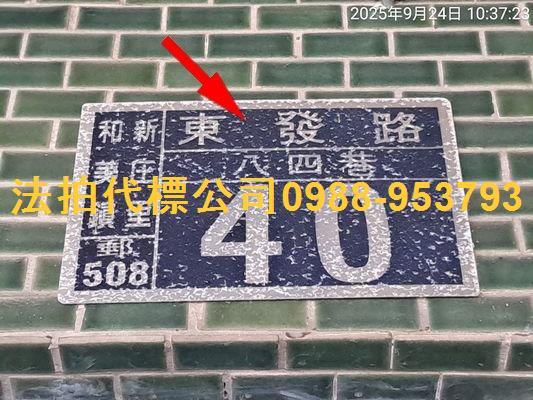 2025年9月24日 10:37:23
東發路
八四巷
40
新庄里
和美鎮
郵
508
法拍代標公司0988-953793